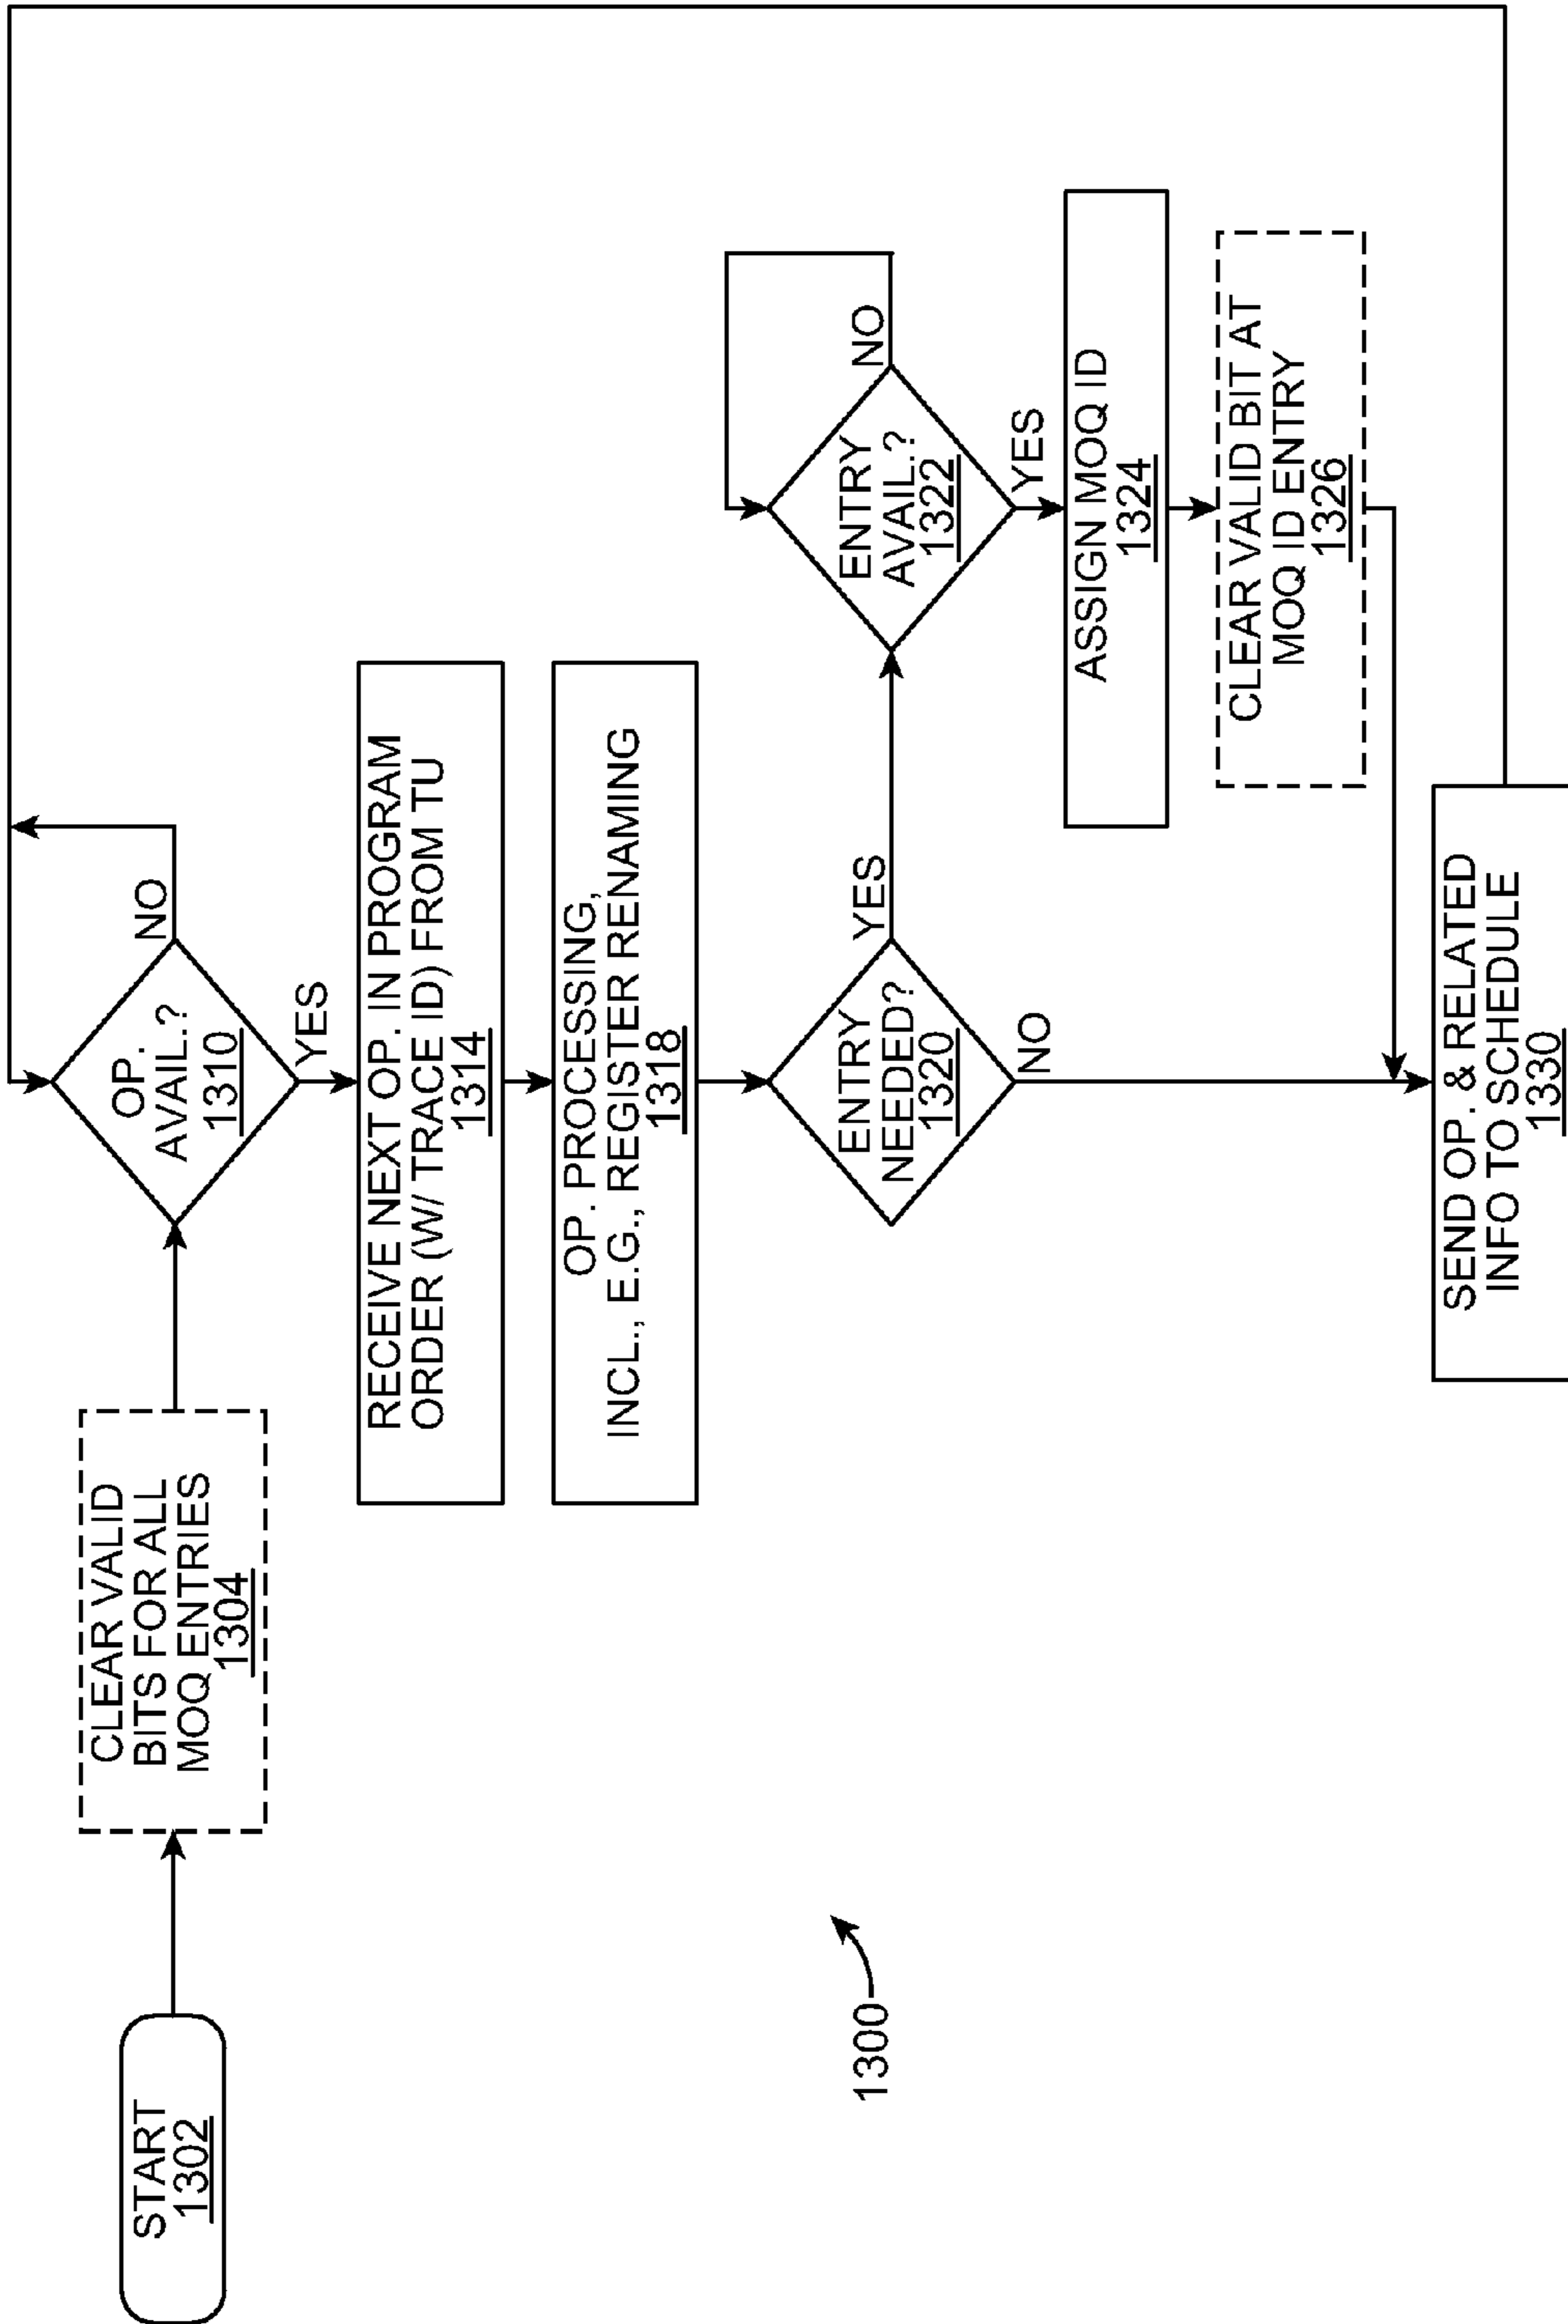 START
1302
CLEAR VALID
BITS FOR ALL
MOQ ENTRIES
1304
OP.
AVAIL.?
1310
NO
YES
RECEIVE NEXT OP. IN PROGRAM
ORDER (W/ TRACE ID) FROM TU
1314
OP. PROCESSING,
INCL., E.G., REGISTER RENAMING
1318
ENTRY
NEEDED?
1320
YES
NO
ENTRY
AVAIL.?
1322
NO
YES
ASSIGN MOQ ID
1324
CLEAR VALID BIT AT
MOQ ID ENTRY
1326
SEND OP. & RELATED
INFO TO SCHEDULE
1330
1300